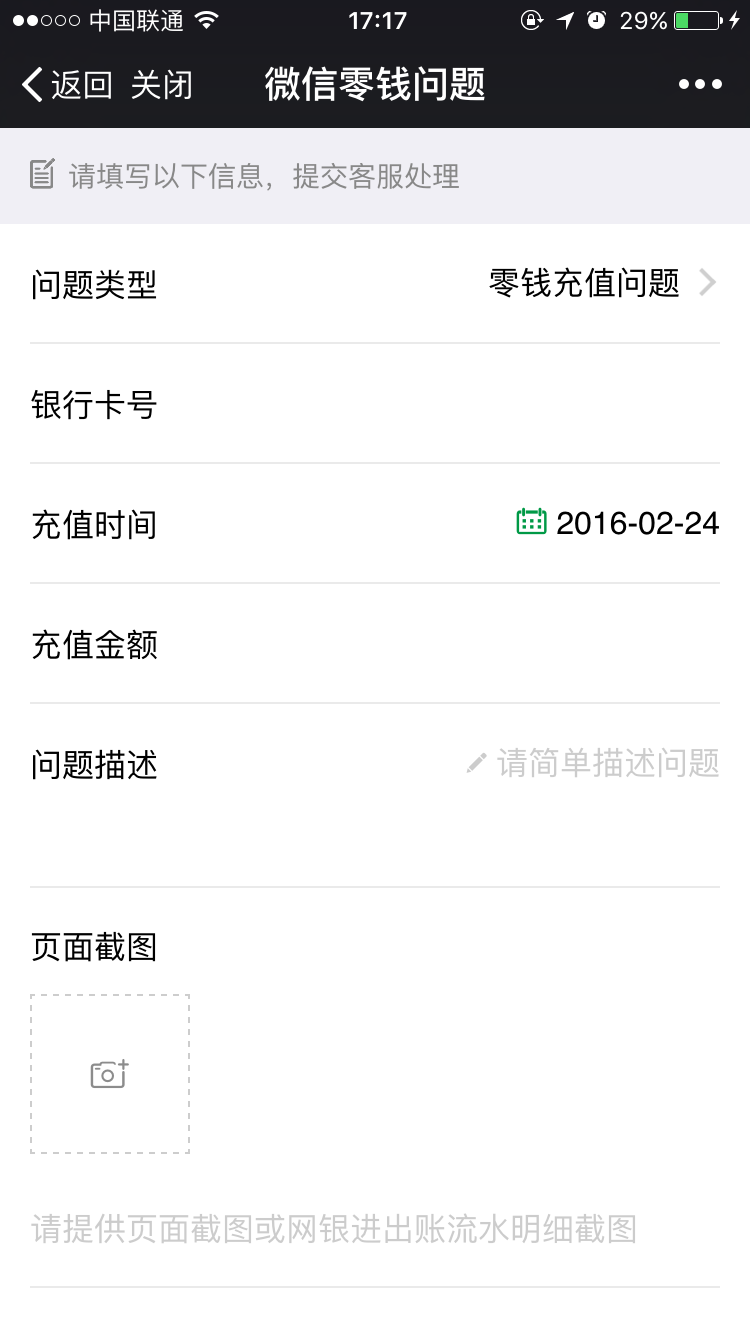 中国联通 17:17 29%
返回 关闭 微信零钱问题
请填写以下信息，提交客服处理
问题类型 零钱充值问题
银行卡号
充值时间 2016-02-24
充值金额
问题描述 请简单描述问题
页面截图
请提供页面截图或网银进出账流水明细截图